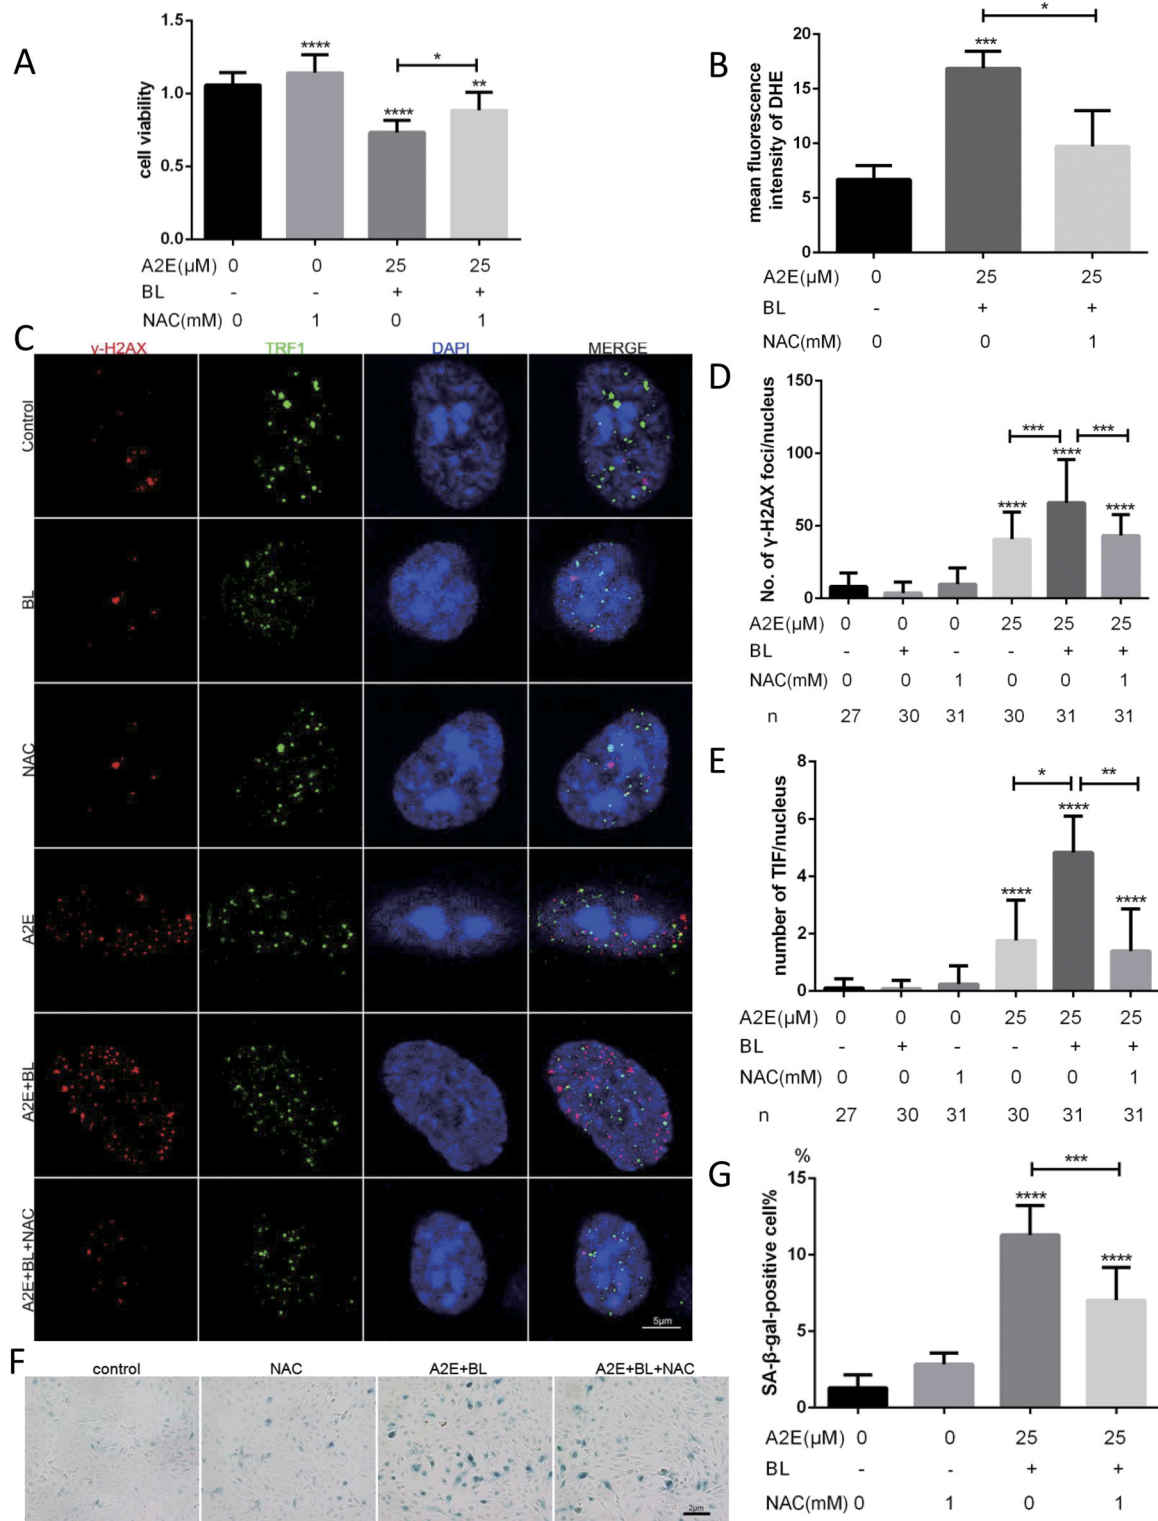 A
1.5
1.0
0.5
0.0
cell viability
****
****
*
**
A2E(μM) 0 0 25 25
BL - - + +
NAC(mM) 0 1 0 1
B
20
15
10
5
0
mean fluorescence
intensity of DHE
***
*
A2E(μM) 0 25 25
BL - + +
NAC(mM) 0 0 1
C
γ-H2AX TRF1 DAPI MERGE
Control
BL
NAC
A2E
A2E+BL
A2E+BL+NAC
5μm
D
150
100
50
0
No. of γ-H2AX foci/nucleus
*** ***
**** **** ****
A2E(μM) 0 0 0 25 25 25
BL - + - - + +
NAC(mM) 0 0 1 0 0 1
n 27 30 31 30 31 31
E
8
6
4
2
0
number of TIF/nucleus
* **
**** **** ****
A2E(μM) 0 0 0 25 25 25
BL - + - - + +
NAC(mM) 0 0 1 0 0 1
n 27 30 31 30 31 31
F
control NAC A2E+BL A2E+BL+NAC
2μm
G
%
15
10
5
0
SA-β-gal-positive cell%
***
**** ****
A2E(μM) 0 0 25 25
BL - - + +
NAC(mM) 0 1 0 1